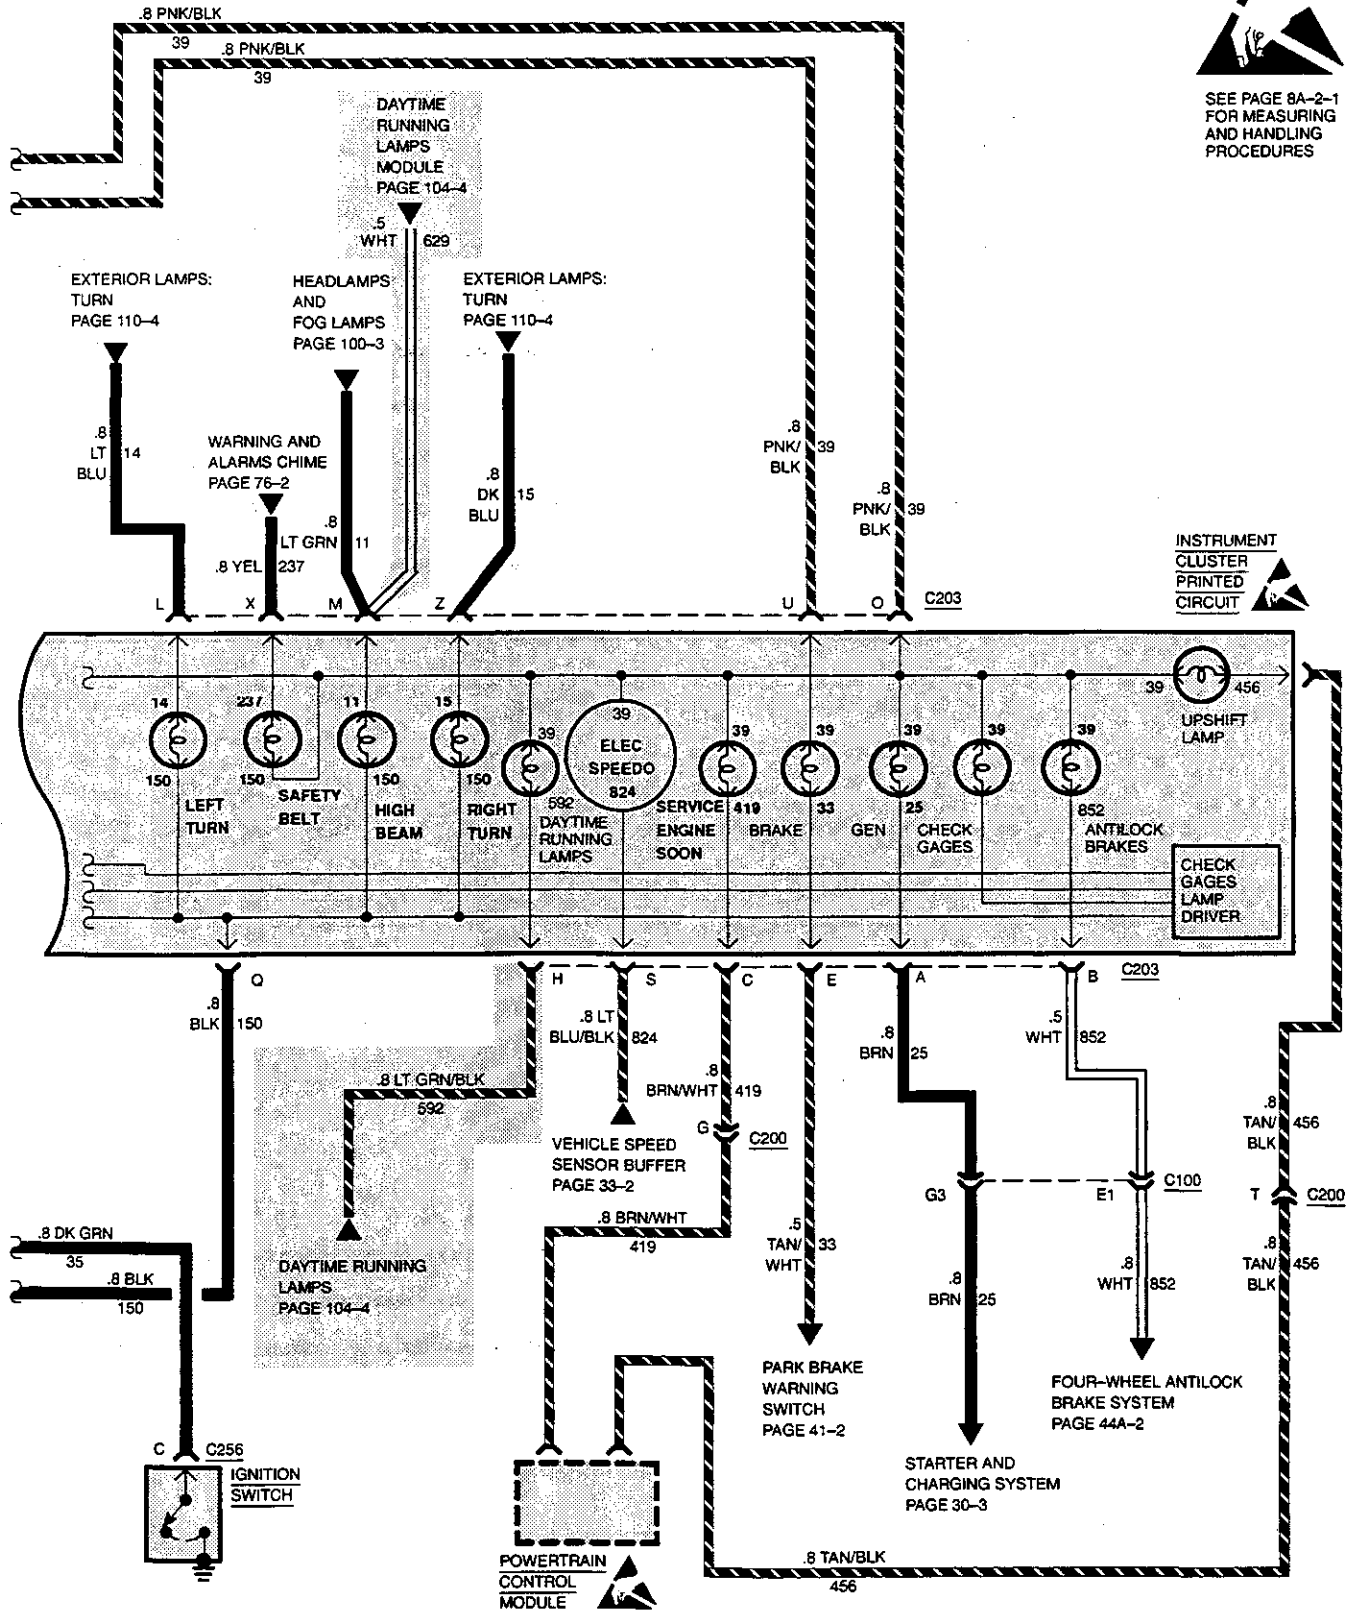 .8 PNK/BLK
39
.8 PNK/BLK
39
SEE PAGE 8A-2-1
FOR MEASURING
AND HANDLING
PROCEDURES
DAYTIME
RUNNING
LAMPS
MODULE
PAGE 104-4
.5
WHT 629
EXTERIOR LAMPS:
TURN
PAGE 110-4
HEADLAMPS
AND
FOG LAMPS
PAGE 100-3
EXTERIOR LAMPS:
TURN
PAGE 110-4
.8
LT 14
BLU
WARNING AND
ALARMS CHIME
PAGE 76-2
.8
DK 15
BLU
.8
PNK/ 39
BLK
.8
PNK/ 39
BLK
.8
LT GRN 11
.8 YEL 237
INSTRUMENT
CLUSTER
PRINTED
CIRCUIT
L X M Z U O C203
39 456
UPSHIFT
LAMP
14 237 11 15
150 150 150 150
LEFT
TURN
SAFETY
BELT
HIGH
BEAM
RIGHT
TURN
39
592
DAYTIME
RUNNING
LAMPS
39
ELEC
SPEEDO
824
39
SERVICE 419
ENGINE
SOON
39
BRAKE 33
39
GEN 25
39
CHECK
GAGES
39
852
ANTILOCK
BRAKES
CHECK
GAGES
LAMP
DRIVER
Q H S C E A B C203
.8
BLK 150
.8 LT
BLU/BLK 824
.8
BRN 25
.5
WHT 852
.8 LT GRN/BLK
592
.8
BRN/WHT 419
G C200
VEHICLE SPEED
SENSOR BUFFER
PAGE 33-2
.8
TAN/ 456
BLK
G3 E1 C100
T C200
.8 BRN/WHT
419
.5
TAN/ 33
WHT
.8
TAN/ 456
BLK
.8 DK GRN
35
.8 BLK
150
DAYTIME RUNNING
LAMPS
PAGE 104-4
.8
BRN 25
.8
WHT 852
PARK BRAKE
WARNING
SWITCH
PAGE 41-2
FOUR-WHEEL ANTILOCK
BRAKE SYSTEM
PAGE 44A-2
C C256
IGNITION
SWITCH
STARTER AND
CHARGING SYSTEM
PAGE 30-3
POWERTRAIN
CONTROL
MODULE
.8 TAN/BLK
456